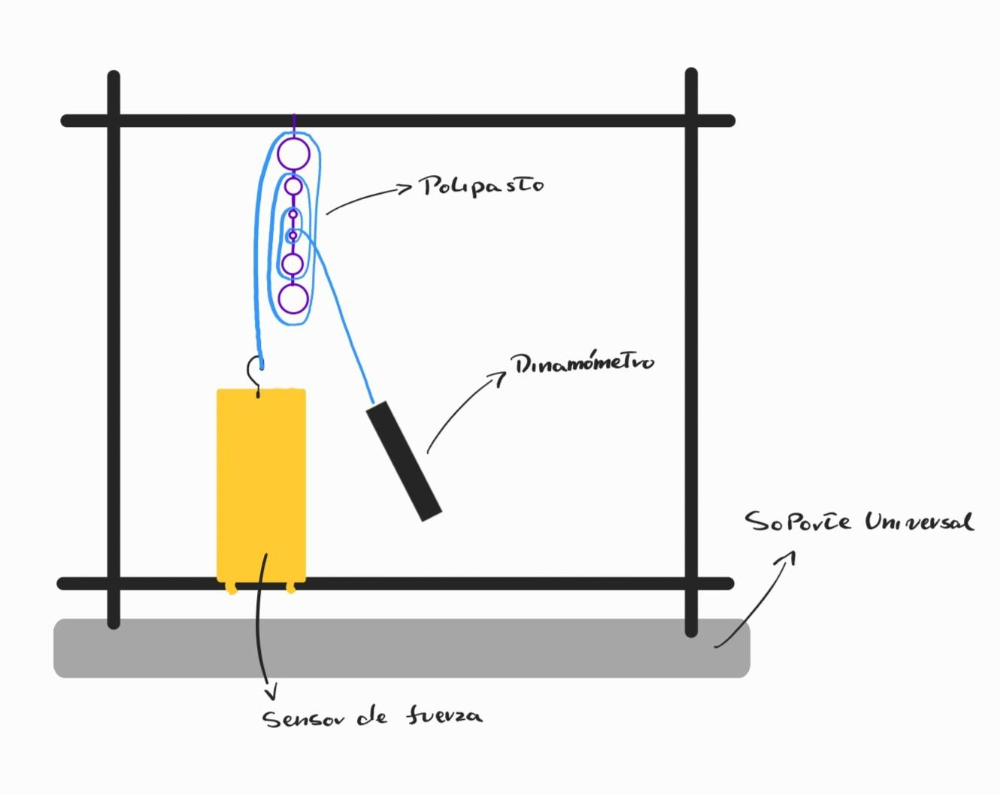 Polipasto
Dinamómetro
Soporte Universal
Sensor de fuerza